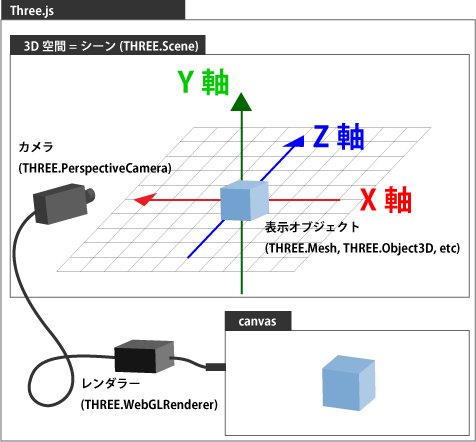 Three.js
3D 空間 = シーン (THREE.Scene)
Y 軸
Z 軸
カメラ
(THREE.PerspectiveCamera)
X 軸
表示オブジェクト
(THREE.Mesh, THREE.Object3D, etc)
canvas
レンダラー
(THREE.WebGLRenderer)